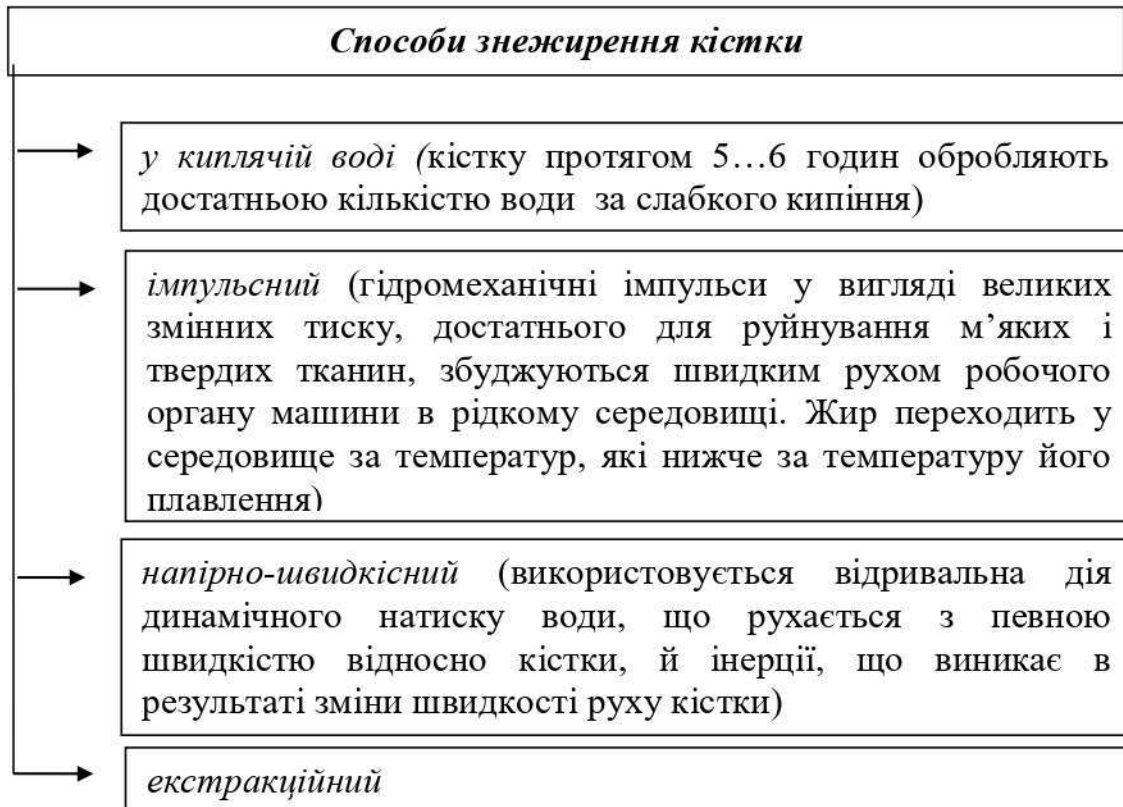 Способи знежирення кістки
у киплячій воді (кістку протягом 5…6 годин обробляють
достатньою кількістю води за слабкого кипіння)
імпульсний (гідромеханічні імпульси у вигляді великих
змінних тиску, достатнього для руйнування м’яких і
твердих тканин, збуджуються швидким рухом робочого
органу машини в рідкому середовищі. Жир переходить у
середовище за температур, які нижче за температуру його
плавлення)
напірно-швидкісний (використовується відривальна дія
динамічного натиску води, що рухається з певною
швидкістю відносно кістки, й інерції, що виникає в
результаті зміни швидкості руху кістки)
екстракційний